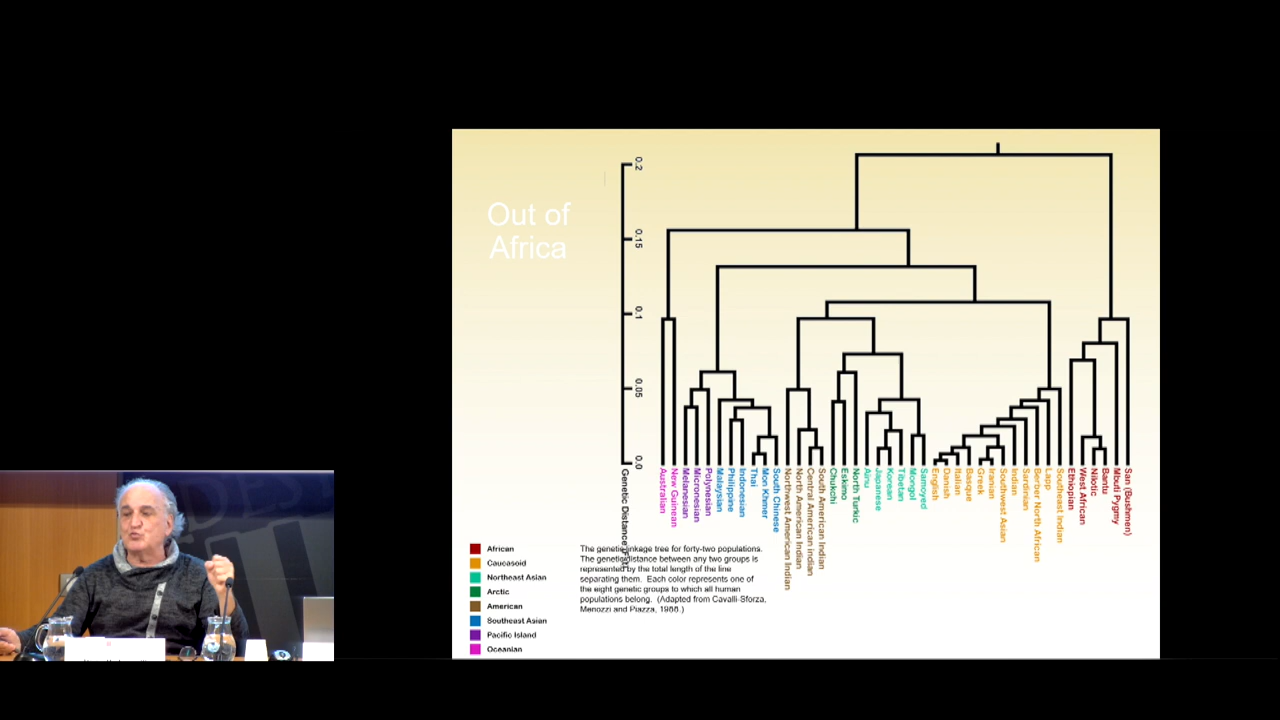 Out of
Africa
0.2
0.15
0.1
0.05
0.0
Genetic Distance
Australian
New Guinean
Melanesian
Micronesian
Polynesian
Malaysian
Philippine
Indonesian
Thai
Mon Khmer
South Chinese
Northwest American Indian
North American Indian
Central American indian
South American Indian
Chukchi
Eskimo
North Turkic
Ainu
Japanese
Korean
Tibetan
Mongol
Samoyed
English
Danish
Italian
Basque
Greek
Iranian
Southwest Asian
Indian
Sardinian
Berber North African
Lapp
Southeast Indian
Ethiopian
West African
Nilotic
Bantu
Mbuti Pygmy
San (Bushmen)
African
Caucasoid
Northeast Asian
Arctic
American
Southeast Asian
Pacific Island
Oceanian
The genetic linkage tree for forty-two populations.
The genetic distance between any two groups is
represented by the total length of the line
separating them. Each color represents one of
the eight genetic groups to which all human
populations belong. (Adapted from Cavalli-Sforza,
Menozzi and Piazza, 1988.)